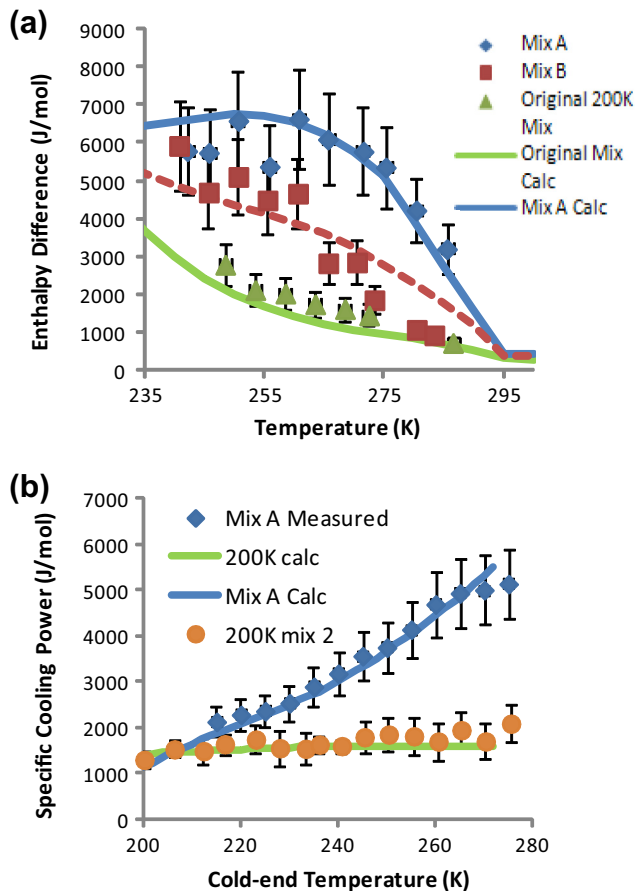 (a)
Enthalpy Difference (J/mol)
9000
8000
7000
6000
5000
4000
3000
2000
1000
0
235
255
275
295
Temperature (K)
Mix A
Mix B
Original 200K
Mix
Original Mix
Calc
Mix A Calc
(b)
Specific Cooling Power (J/mol)
7000
6000
5000
4000
3000
2000
1000
0
200
220
240
260
280
Cold-end Temperature (K)
Mix A Measured
200K calc
Mix A Calc
200K mix 2